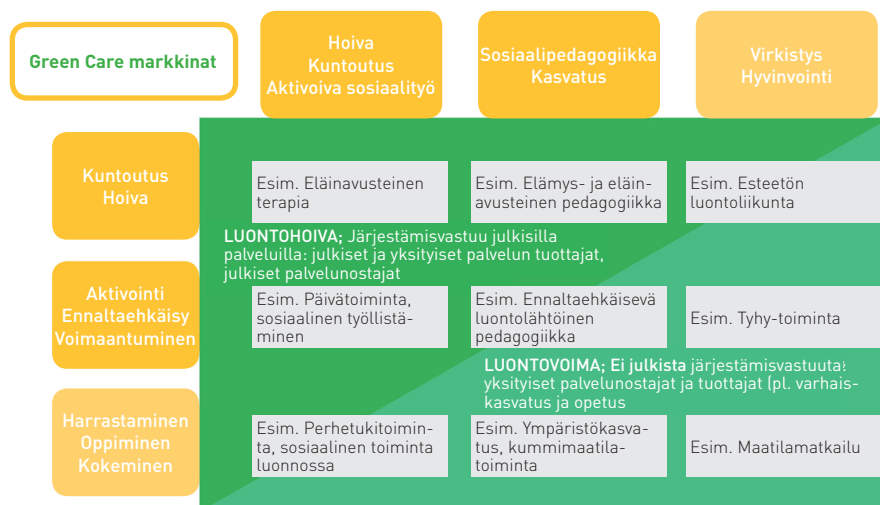 Green Care markkinat
Hoiva
Kuntoutus
Aktivoiva sosiaalityö
Sosiaalipedagogiikka
Kasvatus
Virkistys
Hyvinvointi
Kuntoutus
Hoiva
Esim. Eläinavusteinen
terapia
Esim. Elämys- ja eläin-
avusteinen pedagogiikka
Esim. Esteetön
luontoliikunta
LUONTOHOIVA; Järjestämisvastuu julkisilla
palveluilla: julkiset ja yksityiset palvelun tuottajat,
julkiset palvelunostajat
Aktivointi
Ennaltaehkäisy
Voimaantuminen
Esim. Päivätoiminta,
sosiaalinen työllistä-
minen
Esim. Ennaltaehkäisevä
luontolähtöinen
pedagogiikka
Esim. Tyhy-toiminta
LUONTOVOIMA; Ei julkista järjestämisvastuuta:
yksityiset palvelunostajat ja tuottajat (pl. varhais-
kasvatus ja opetus
Harrastaminen
Oppiminen
Kokeminen
Esim. Perhetukitoimin-
ta, sosiaalinen toiminta
luonnossa
Esim. Ympäristökasva-
tus, kummimaatila-
toiminta
Esim. Maatilamatkailu